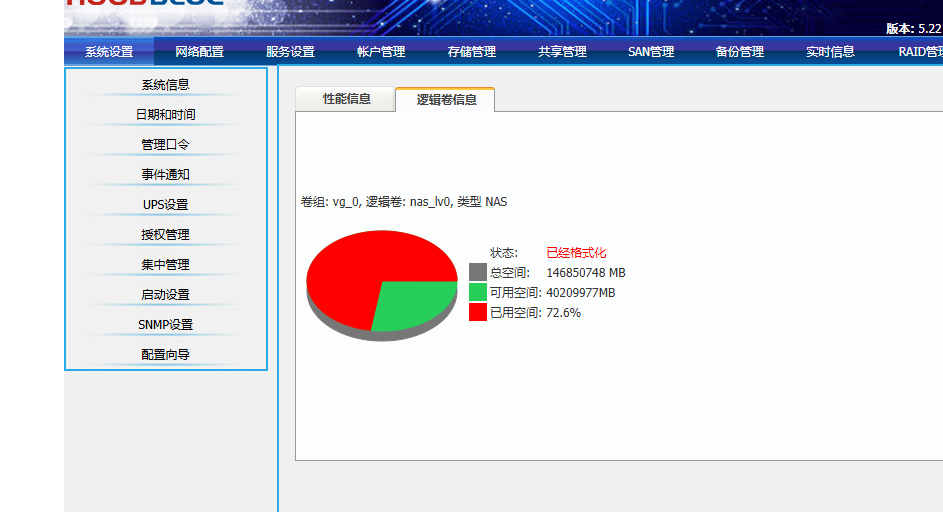 版本: 5.22
系统设置 网络配置 服务设置 帐户管理 存储管理 共享管理 SAN管理 备份管理 实时信息 RAID管理
系统信息
日期和时间
管理口令
事件通知
UPS设置
授权管理
集中管理
启动设置
SNMP设置
配置向导
性能信息 逻辑卷信息
卷组: vg_0, 逻辑卷: nas_lv0, 类型 NAS
状态: 已经格式化
总空间: 146850748 MB
可用空间: 40209977MB
已用空间: 72.6%